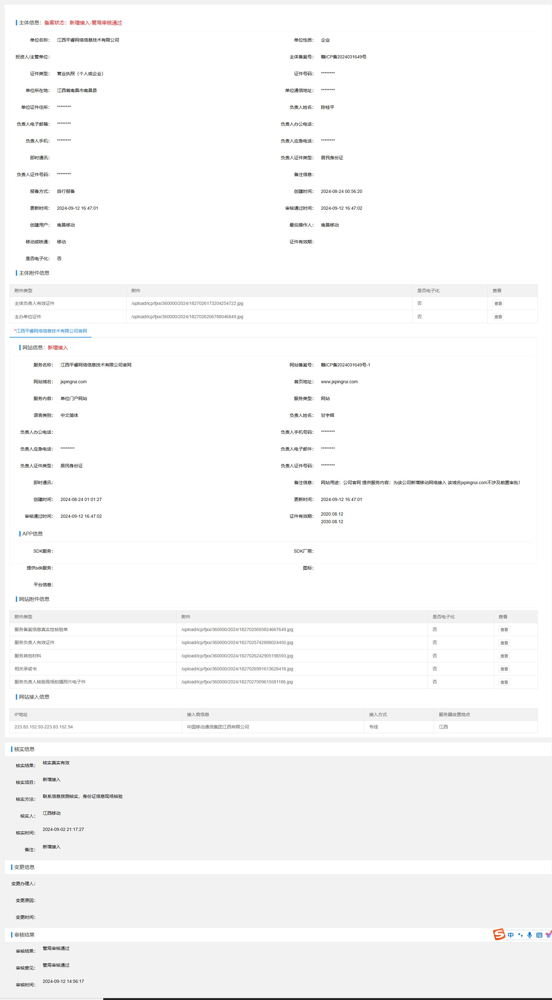 主体信息：备案状态：新增接入-管局审核通过
单位名称： 江西平睿网络信息技术有限公司 单位性质： 企业
投资人/主管单位： 主体备案号： 赣ICP备2024031649号
证件类型： 营业执照（个人或企业） 证件号码： ********
单位所在地： 江西省南昌市南昌县 单位通信地址： ********
单位证件住所： ******** 负责人姓名： 陈桂平
负责人电子邮箱： ******** 负责人办公电话：
负责人手机： ******** 负责人应急电话： ********
即时通讯： 负责人证件类型： 居民身份证
负责人证件号码： ******** 备注信息：
报备方式： 自行报备 创建时间： 2024-08-24 00:56:20
更新时间： 2024-09-12 16:47:01 审核通过时间： 2024-09-12 16:47:02
创建用户： 南昌移动 最后操作人： 南昌移动
移动或铁通： 移动 证件有效期：
是否电子化： 否
主体附件信息
附件类型 附件 是否电子化 查看
主体负责人有效证件 /upload/icp/fjxx/360000/2024/1827026173204254722.jpg 否 查看
主办单位证件 /upload/icp/fjxx/360000/2024/1827026206788046849.jpg 否 查看
*江西平睿网络信息技术有限公司官网
网站信息：新增接入
服务名称： 江西平睿网络信息技术有限公司官网 网站备案号： 赣ICP备2024031649号-1
网站域名： jxpingrui.com 首页地址： www.jxpingrui.com
服务内容： 单位门户网站 服务类型： 网站
语言类别： 中文简体 负责人姓名： 甘宇辉
负责人办公电话： 负责人手机号码： ********
负责人应急电话： ******** 负责人电子邮件： ********
负责人证件类型： 居民身份证 负责人证件号码： ********
即时通讯： 备注信息： 网站用途：公司官网 提供服务内容：为该公司新增移动网络接入 该域名jxpingrui.com不涉及前置审批！
创建时间： 2024-08-24 01:01:27 更新时间： 2024-09-12 16:47:01
审核通过时间： 2024-09-12 16:47:02 证件有效期： 2020.08.12
2030.08.12
APP信息
SDK服务： SDK厂商：
提供sdk服务： 图标：
平台信息：
网站附件信息
附件类型 附件 是否电子化 查看
服务备案信息真实性核验单 /upload/icp/fjxx/360000/2024/1827025693824667649.jpg 否 查看
服务负责人有效证件 /upload/icp/fjxx/360000/2024/1827025742898024450.jpg 否 查看
服务其他材料 /upload/icp/fjxx/360000/2024/1827026242905198593.jpg 否 查看
相关承诺书 /upload/icp/fjxx/360000/2024/1827026991613628418.jpg 否 查看
服务负责人核验现场拍摄照片电子件 /upload/icp/fjxx/360000/2024/1827027009615581186.jpg 否 查看
网站接入信息
IP地址 接入商信息 接入方式 服务器放置地点
223.83.152.93-223.83.152.94 中国移动通信集团江西有限公司 专线 江西
核实信息
核实结果： 核实真实有效
核实项目： 新增接入
核实方法： 联系信息拨测核实，身份证信息现场核验
核实人： 江西移动
核实时间： 2024-09-02 21:17:27
备注： 新增接入
变更信息
变更办理人：
变更原因：
变更时间：
审核结果
S 中
审核结果： 管局审核通过
审核意见： 管局审核通过
审核时间： 2024-09-12 14:56:17